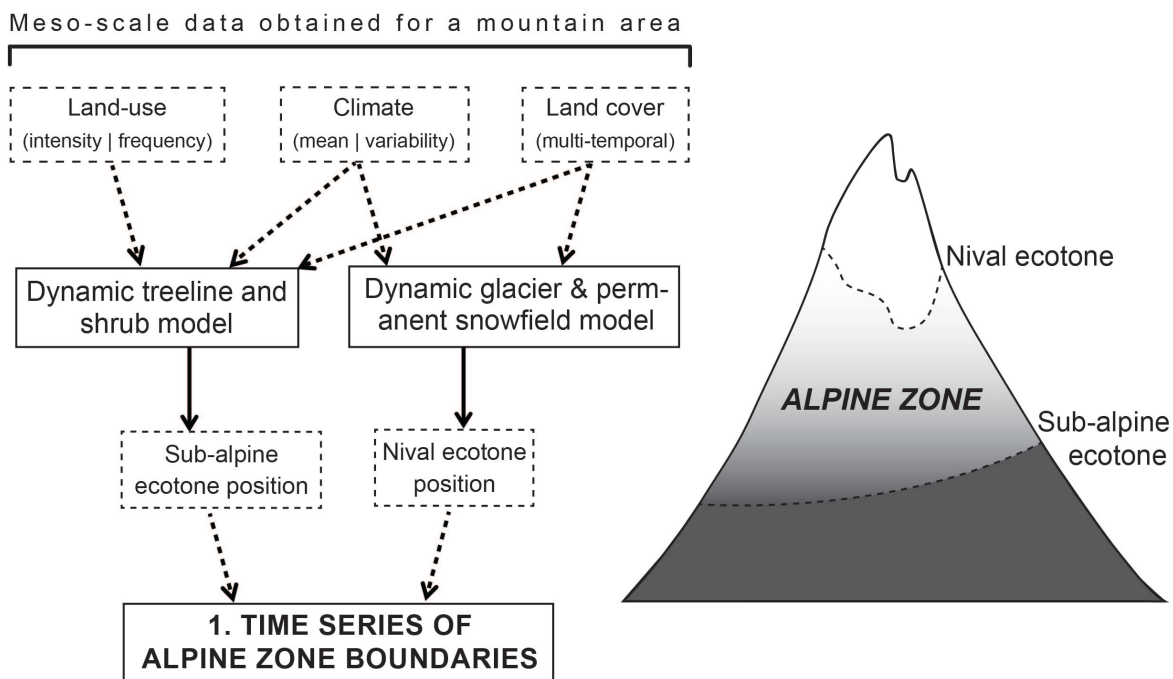 Meso-scale data obtained for a mountain area
Land-use
(intensity | frequency)
Climate
(mean | variability)
Land cover
(multi-temporal)
Dynamic treeline and
shrub model
Dynamic glacier & perm-
anent snowfield model
Sub-alpine
ecotone position
Nival ecotone
position
1. TIME SERIES OF
ALPINE ZONE BOUNDARIES
Nival ecotone
ALPINE ZONE
Sub-alpine
ecotone